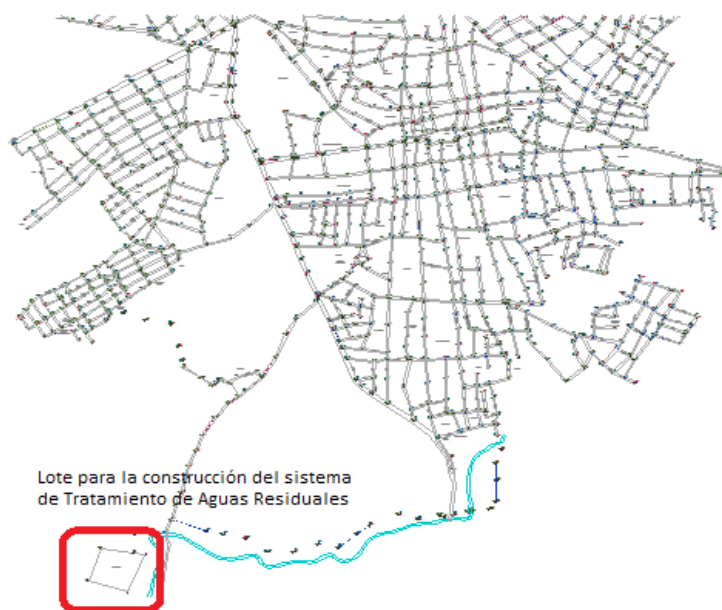 Lote para la construcción del sistema
de Tratamiento de Aguas Residuales